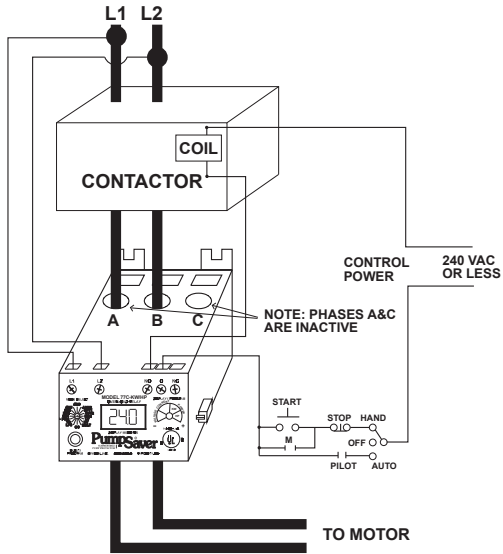 L1 L2
COIL
CONTACTOR
CONTROL
POWER
240 VAC
OR LESS
A B C
NOTE: PHASES A&C
ARE INACTIVE
L1 L2 NO C NC
MODEL 77C-KW/HP
240
PumpSaver
UL
START
STOP HAND
M
OFF
PILOT AUTO
TO MOTOR